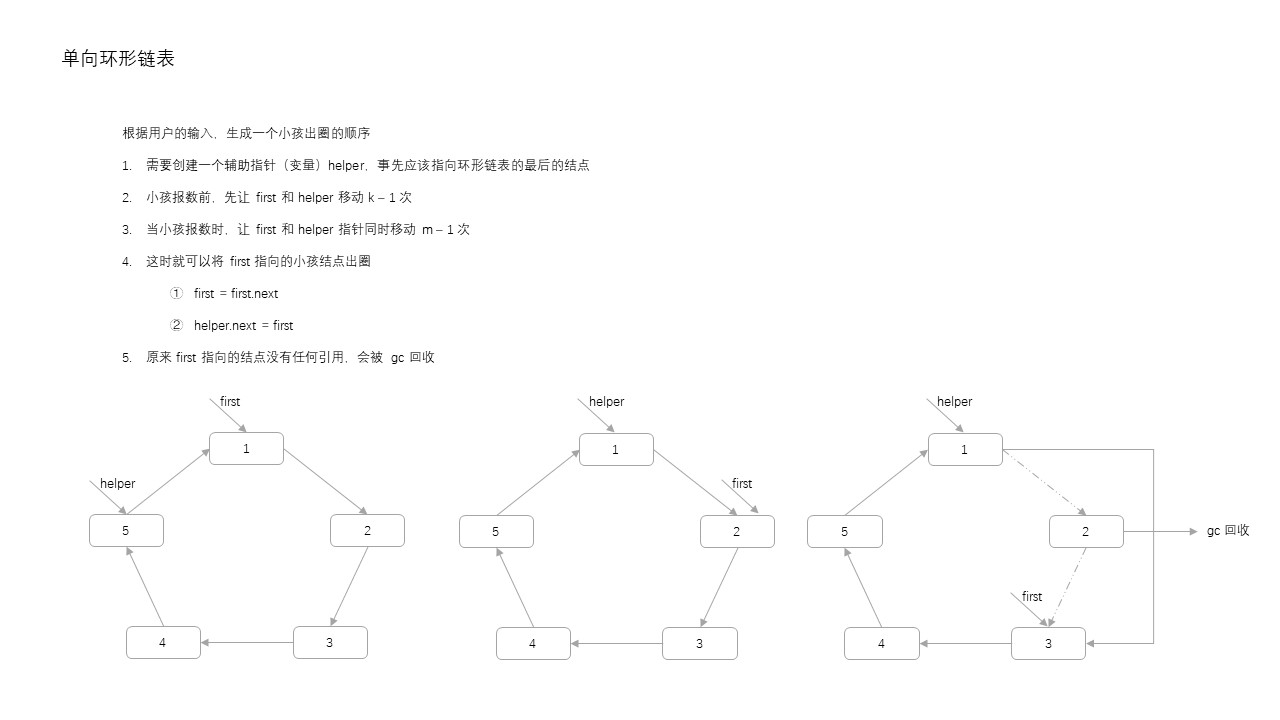 单向环形链表
根据用户的输入，生成一个小孩出圈的顺序
1. 需要创建一个辅助指针（变量）helper，事先应该指向环形链表的最后的结点
2. 小孩报数前，先让 first 和 helper 移动 k – 1 次
3. 当小孩报数时，让 first 和 helper 指针同时移动 m – 1 次
4. 这时就可以将 first 指向的小孩结点出圈
① first = first.next
② helper.next = first
5. 原来 first 指向的结点没有任何引用，会被 gc 回收
first
1
helper
5
2
4
3
helper
1
first
5
2
4
3
helper
1
5
2
gc 回收
first
4
3